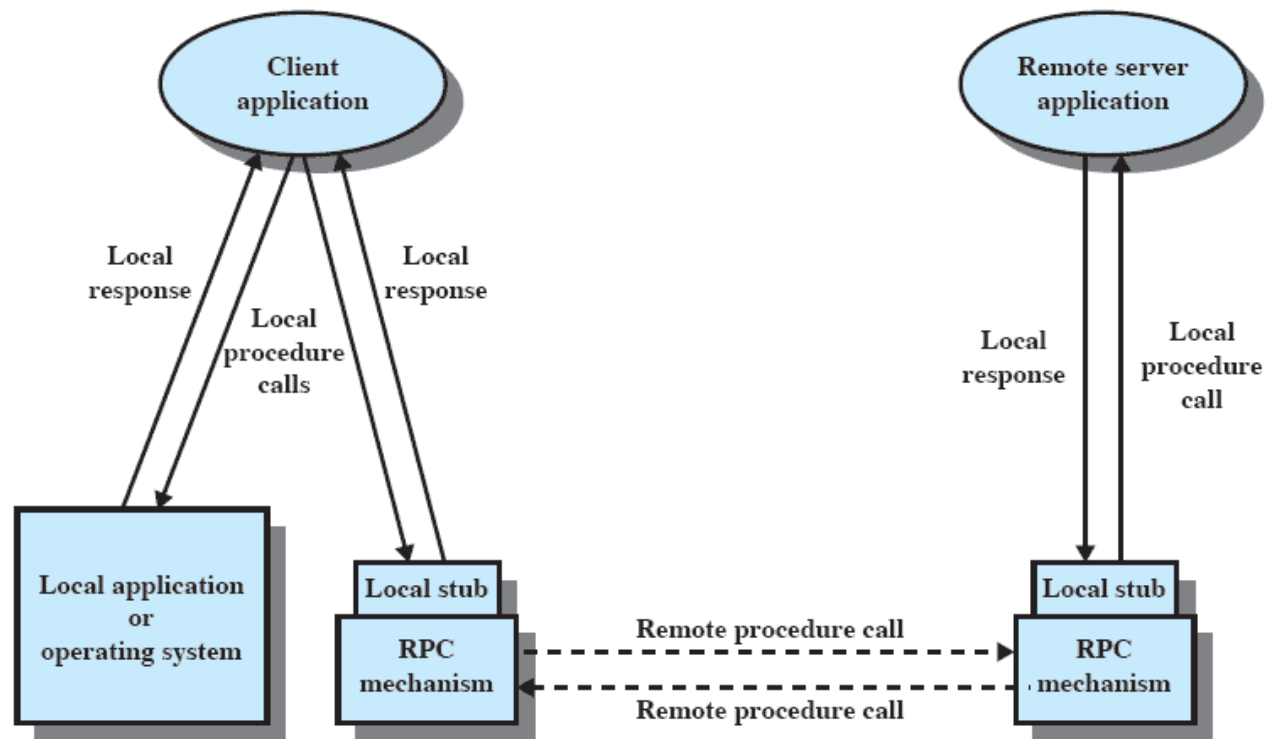 Client
application
Remote server
application
Local
response
Local
response
Local
procedure
calls
Local
response
Local
procedure
call
Local application
or
operating system
Local stub
RPC
mechanism
Remote procedure call
Remote procedure call
Local stub
RPC
mechanism